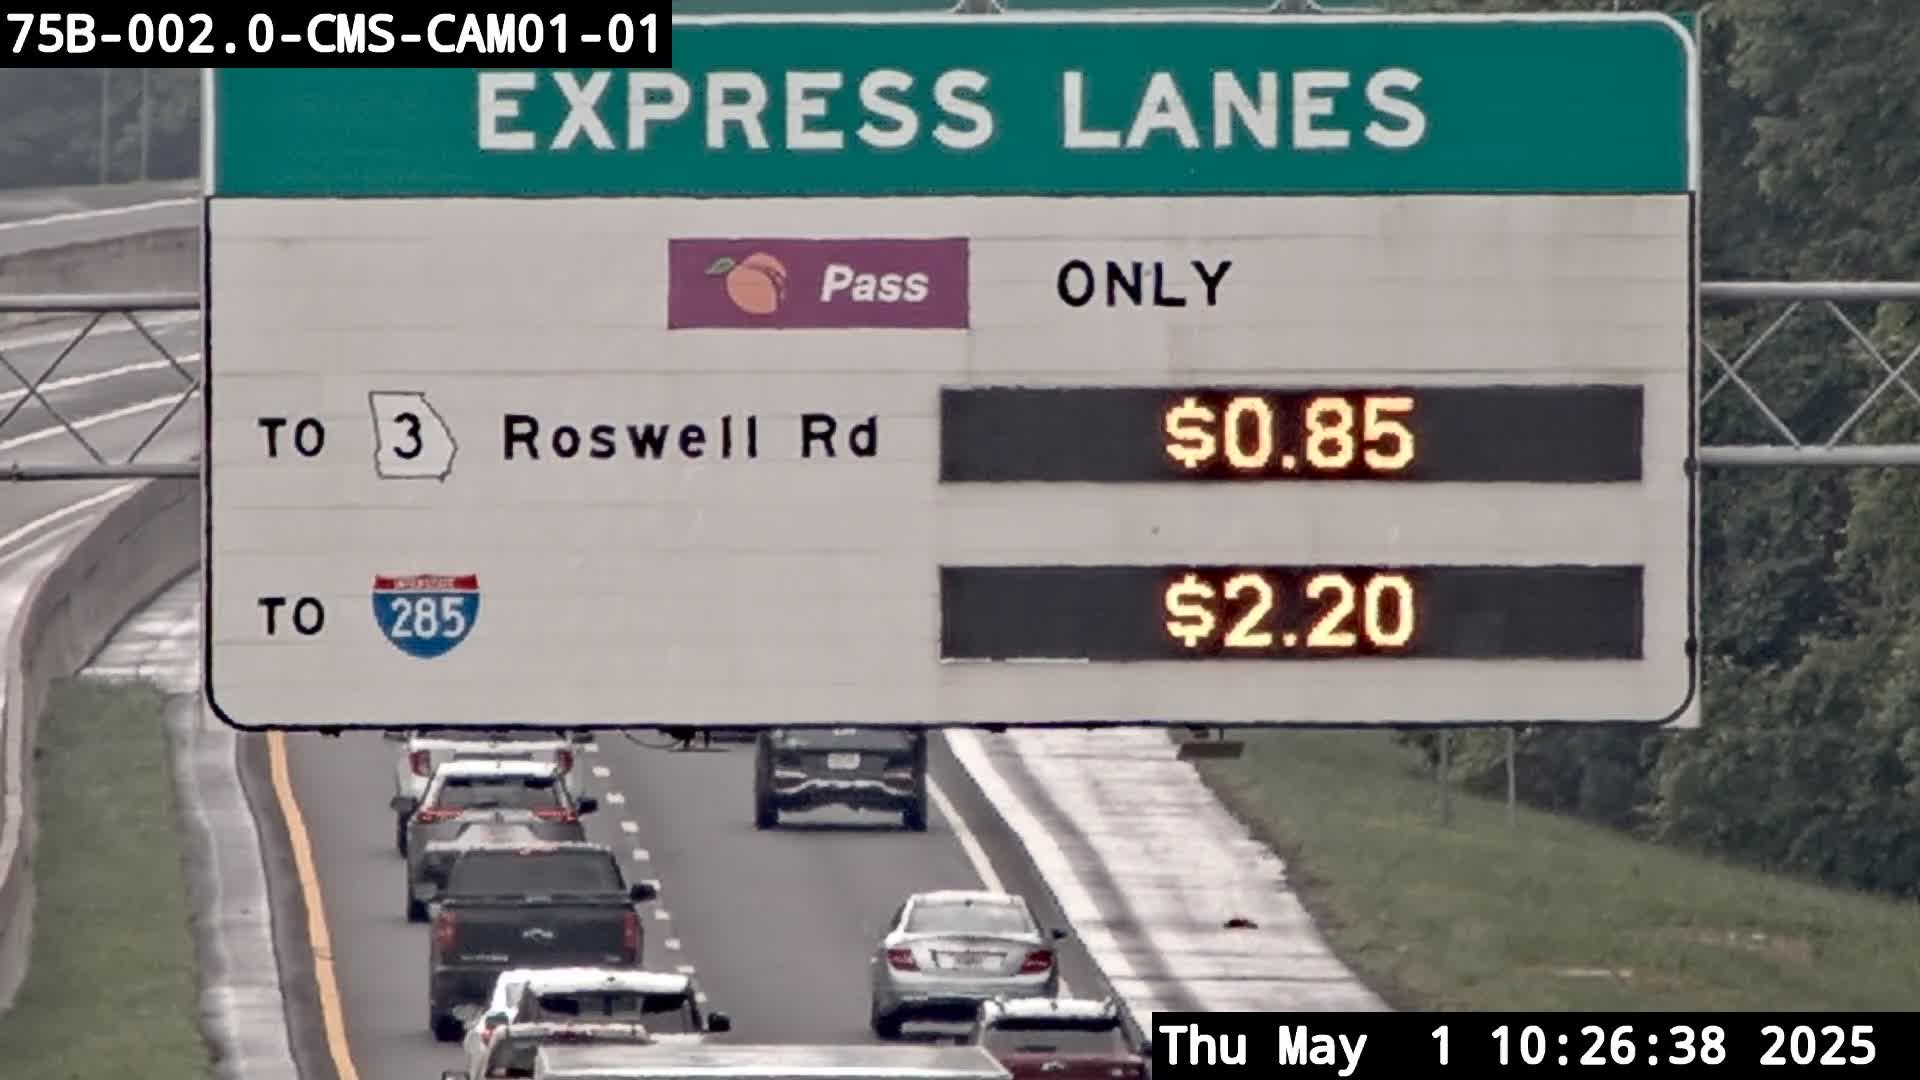 75B-002.0-CMS-CAM01-01
EXPRESS LANES
Pass ONLY
TO 3 Roswell Rd $0.85
INTERSTATE
TO 285 $2.20
Thu May 1 10:26:38 2025